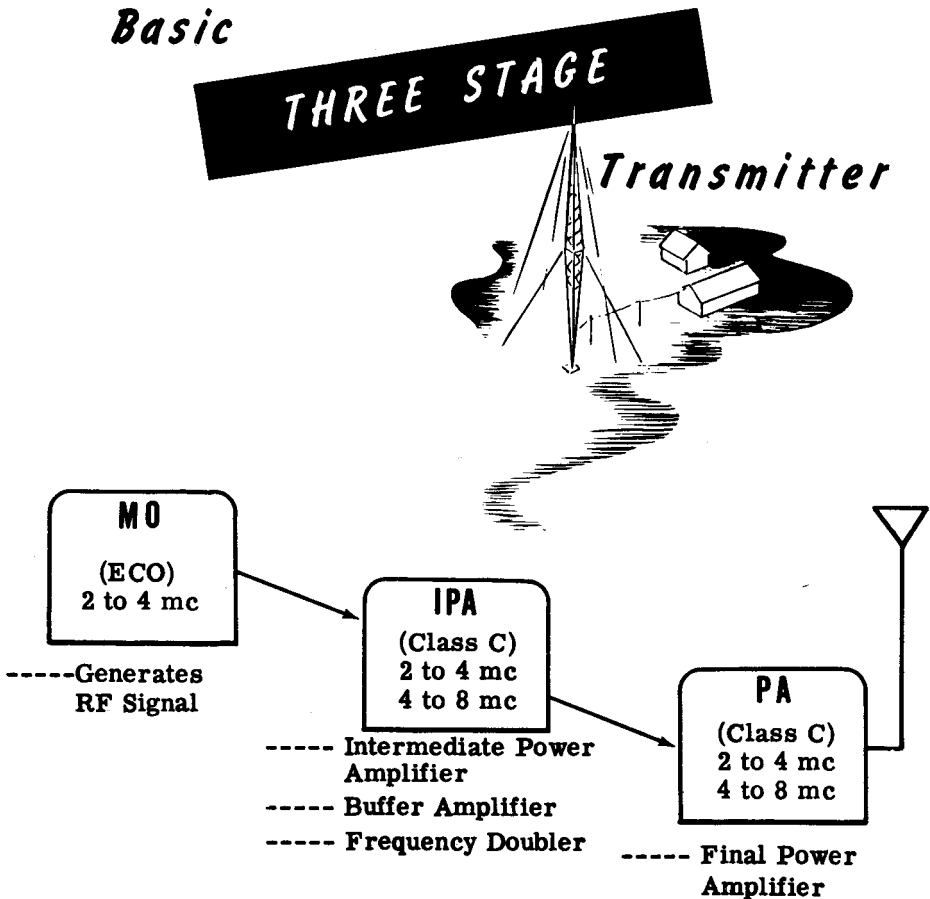 Basic
THREE STAGE
Transmitter
MO
(ECO)
2 to 4 mc
-----Generates
RF Signal
IPA
(Class C)
2 to 4 mc
4 to 8 mc
----- Intermediate Power
Amplifier
----- Buffer Amplifier
----- Frequency Doubler
PA
(Class C)
2 to 4 mc
4 to 8 mc
----- Final Power
Amplifier